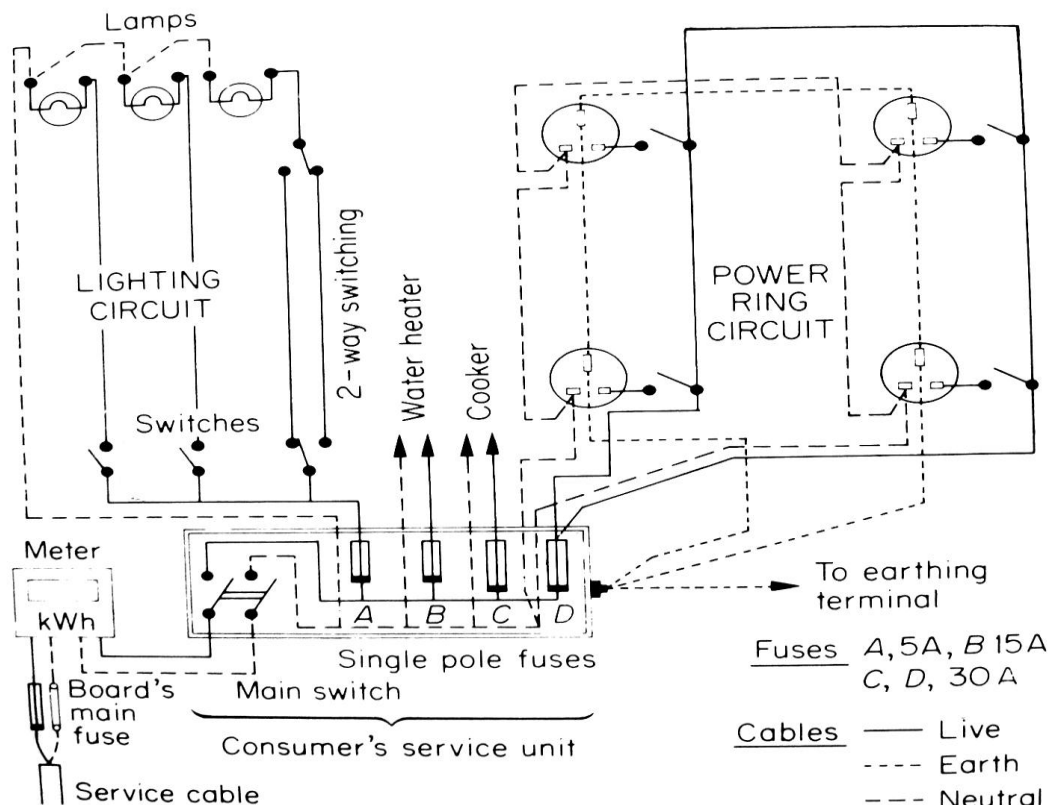 Lamps
LIGHTING
CIRCUIT
2-way switching
Water heater
Cooker
POWER
RING
CIRCUIT
Switches
Meter
kWh
A B C D
To earthing
terminal
Single pole fuses
Fuses A, 5A, B 15A
C, D, 30 A
Board's
main
fuse
Main switch
Consumer's service unit
Cables Live
Earth
Neutral
Service cable